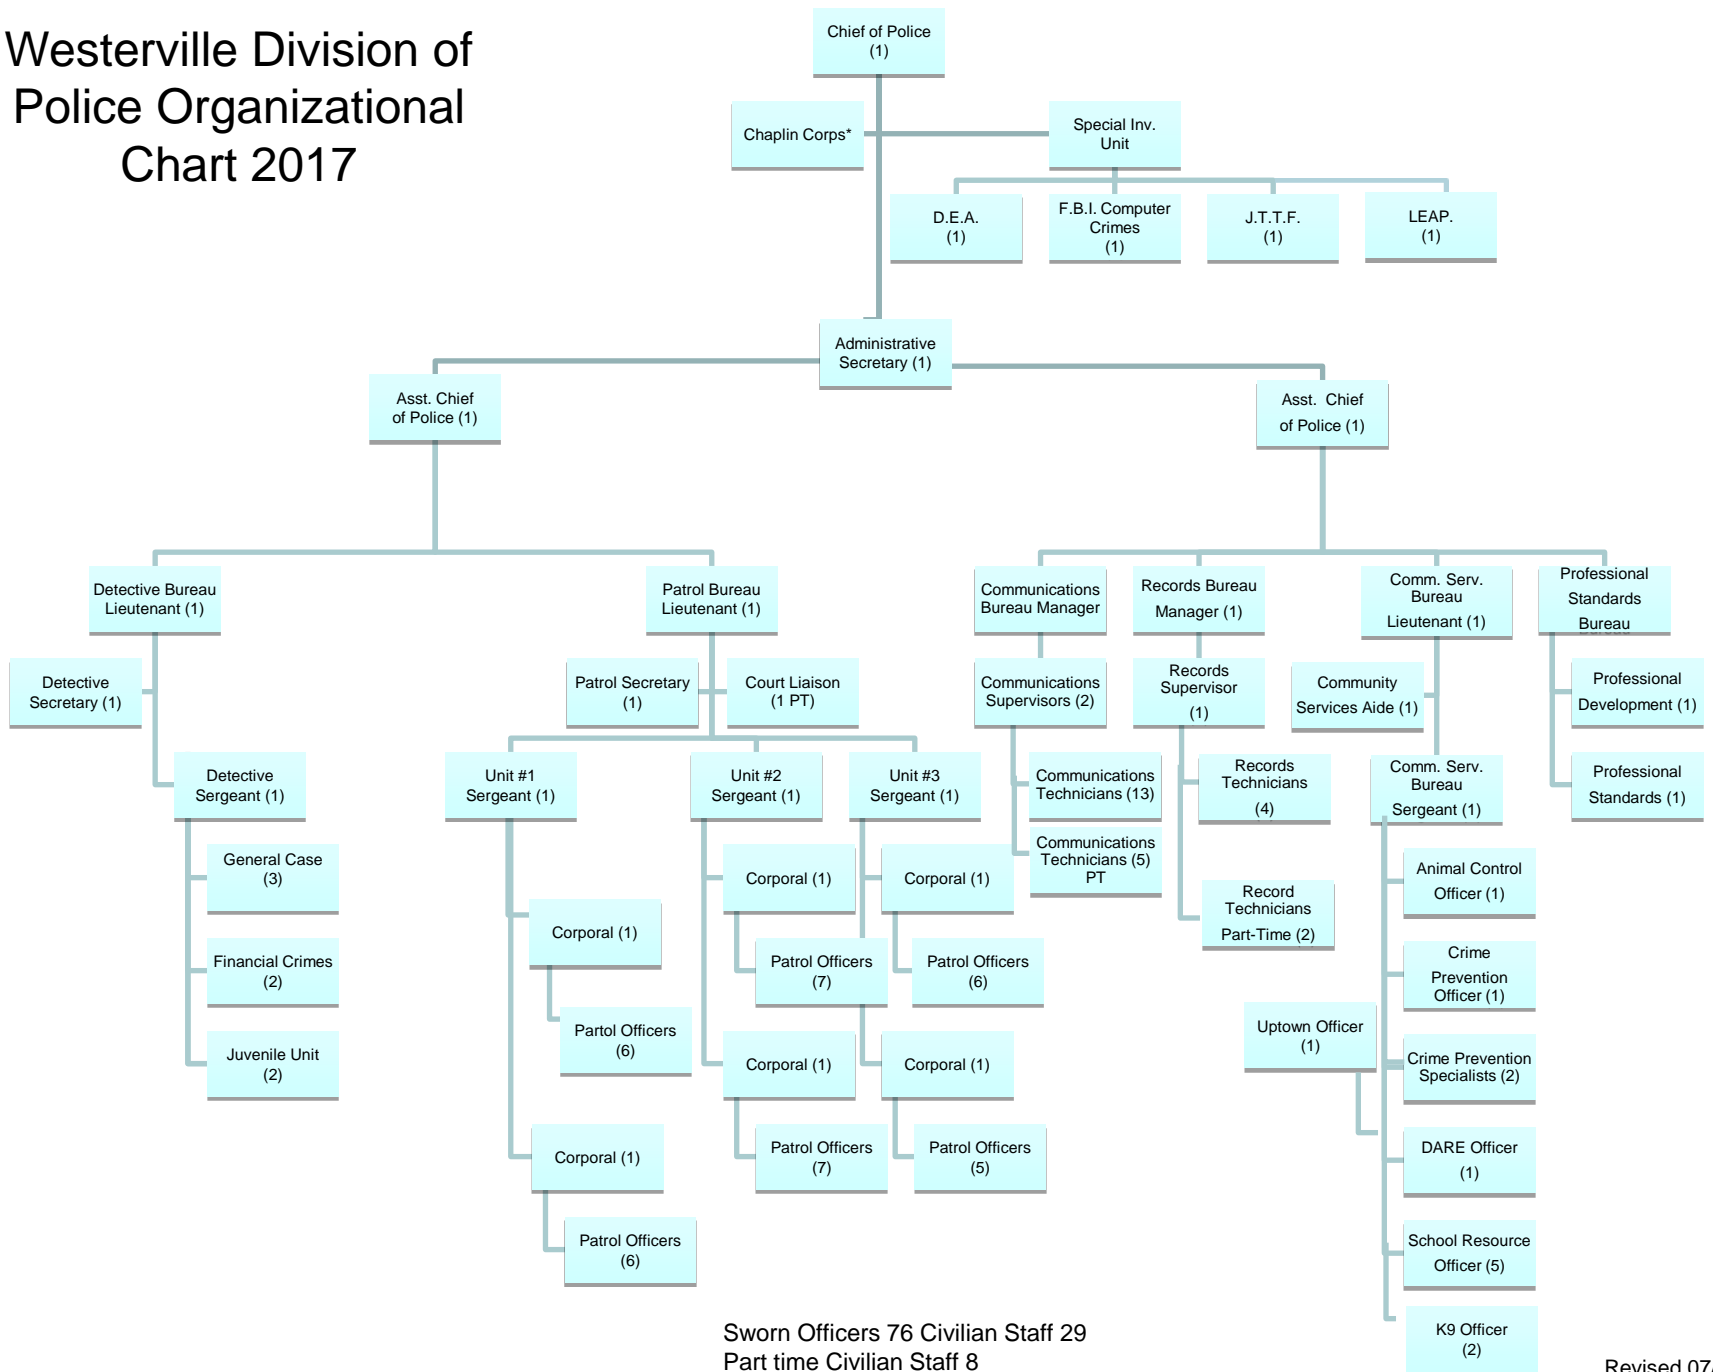 Westerville Division of
Police Organizational
Chart 2017
Chief of Police
(1)
Chaplin Corps*
Special Inv.
Unit
D.E.A.
(1)
F.B.I. Computer
Crimes
(1)
J.T.T.F.
(1)
LEAP.
(1)
Administrative
Secretary (1)
Asst. Chief
of Police (1)
Asst. Chief
of Police (1)
Detective Bureau
Lieutenant (1)
Patrol Bureau
Lieutenant (1)
Communications
Bureau Manager
Records Bureau
Manager (1)
Comm. Serv.
Bureau
Lieutenant (1)
Professional
Standards
Bureau
Detective
Secretary (1)
Patrol Secretary
(1)
Court Liaison
(1 PT)
Communications
Supervisors (2)
Records
Supervisor
(1)
Community
Services Aide (1)
Professional
Development (1)
Detective
Sergeant (1)
Unit #1
Sergeant (1)
Unit #2
Sergeant (1)
Unit #3
Sergeant (1)
Communications
Technicians (13)
Records
Technicians
(4)
Comm. Serv.
Bureau
Sergeant (1)
Professional
Standards (1)
General Case
(3)
Corporal (1)
Corporal (1)
Communications
Technicians (5)
PT
Animal Control
Officer (1)
Corporal (1)
Record
Technicians
Part-Time (2)
Financial Crimes
(2)
Patrol Officers
(7)
Patrol Officers
(6)
Crime
Prevention
Officer (1)
Partol Officers
(6)
Uptown Officer
(1)
Juvenile Unit
(2)
Corporal (1)
Corporal (1)
Crime Prevention
Specialists (2)
Corporal (1)
Patrol Officers
(7)
Patrol Officers
(5)
DARE Officer
(1)
Patrol Officers
(6)
School Resource
Officer (5)
K9 Officer
(2)
Sworn Officers 76 Civilian Staff 29
Part time Civilian Staff 8
Revised 07